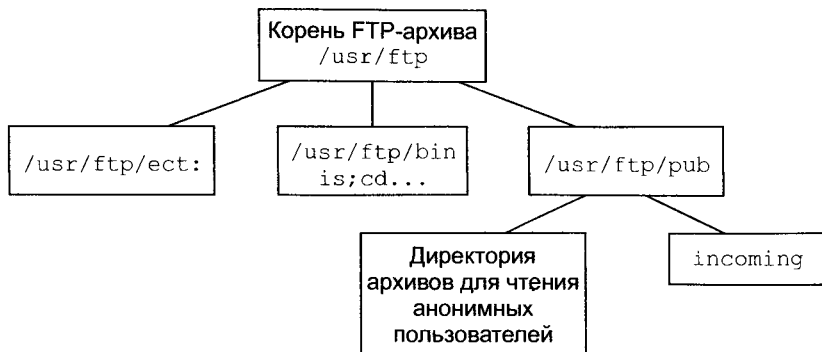 Корень FTP-архива
/usr/ftp
/usr/ftp/ect:
/usr/ftp/bin
is;cd...
/usr/ftp/pub
Директория
архивов для чтения
анонимных
пользователей
incoming